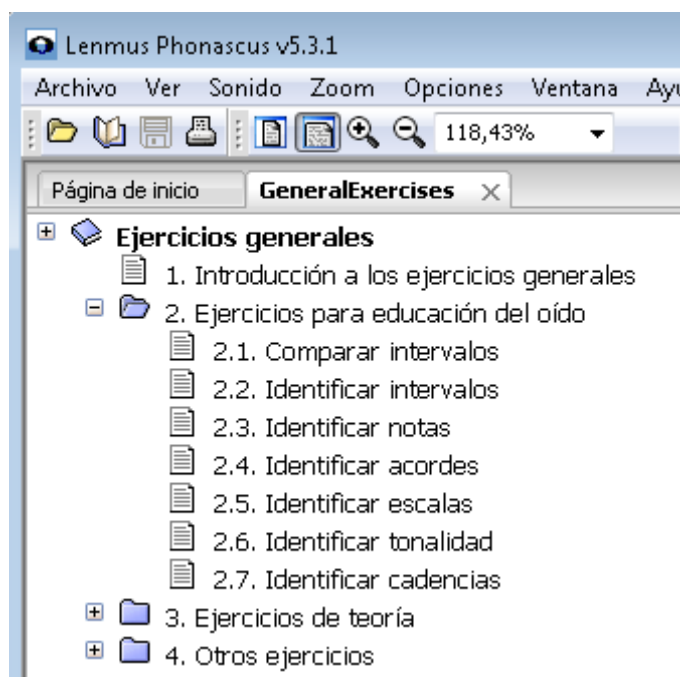 Lenmus Phonascus v5.3.1
Archivo Ver Sonido Zoom Opciones Ventana Ayu
118,43%
Página de inicio GeneralExercises
Ejercicios generales
1. Introducción a los ejercicios generales
2. Ejercicios para educación del oído
2.1. Comparar intervalos
2.2. Identificar intervalos
2.3. Identificar notas
2.4. Identificar acordes
2.5. Identificar escalas
2.6. Identificar tonalidad
2.7. Identificar cadencias
3. Ejercicios de teoría
4. Otros ejercicios